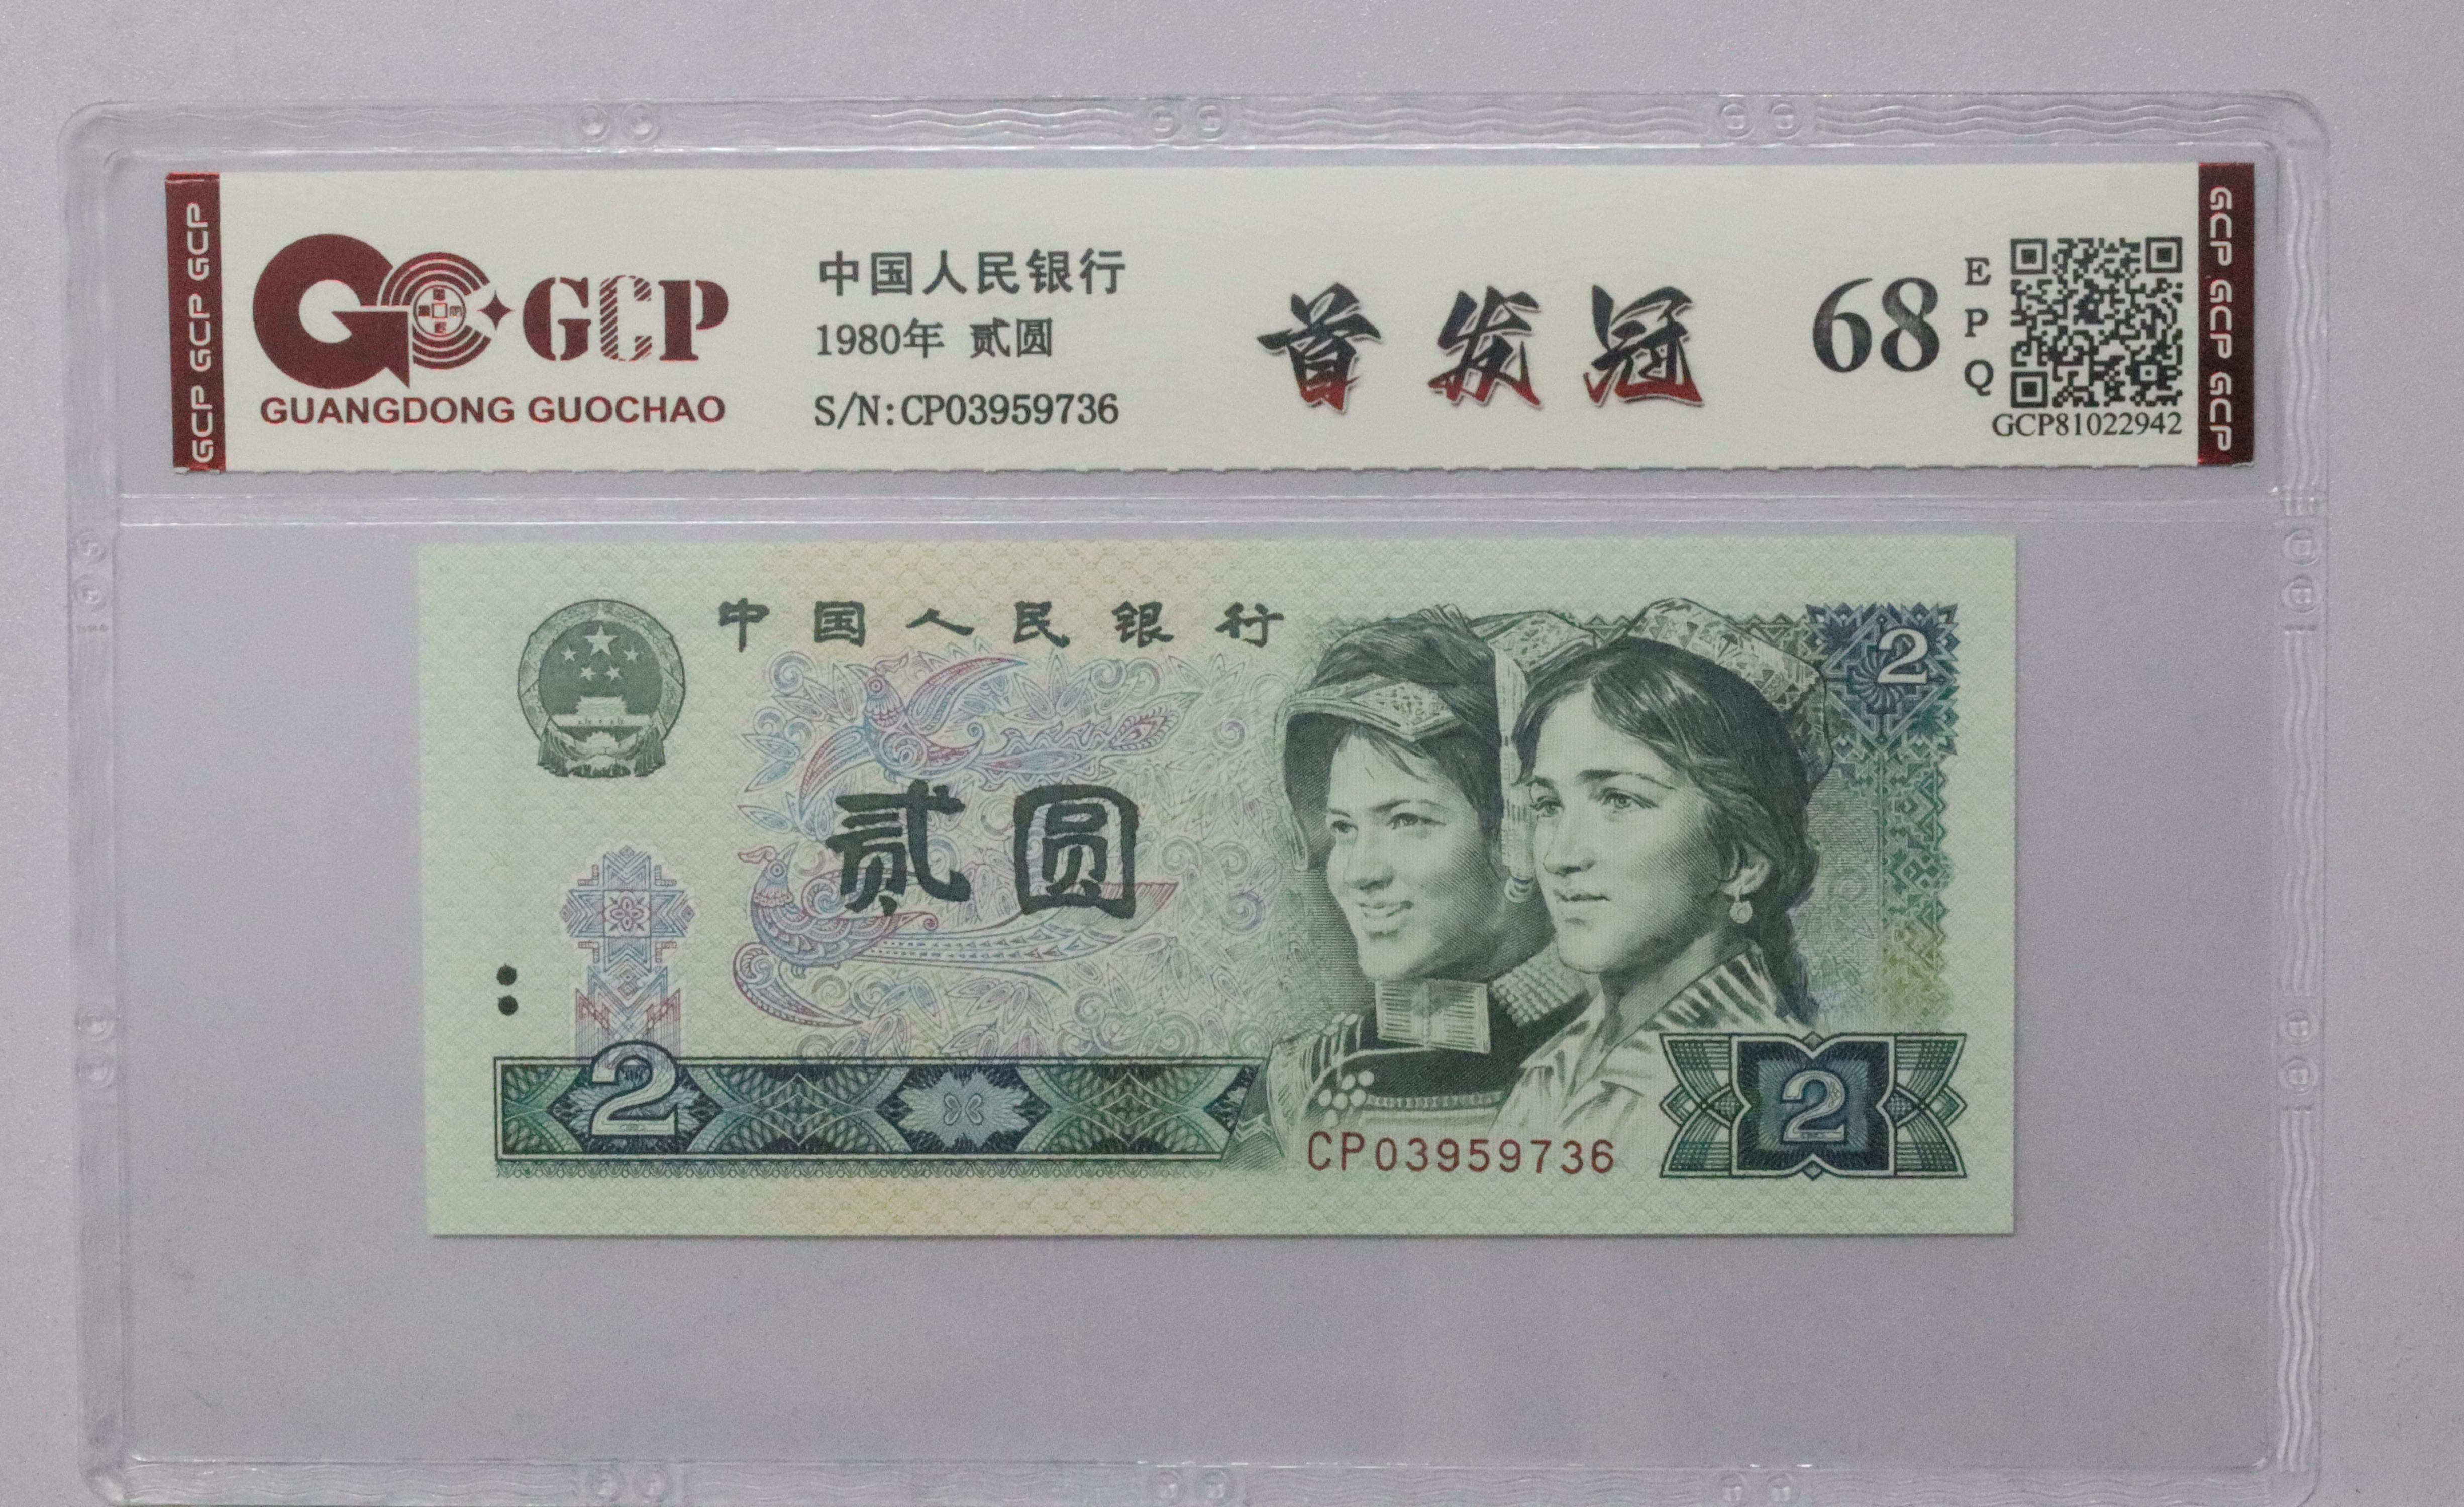 GCP GCP GCP
GCP
GUANGDONG GUOCHAO
中国人民银行
1980年 贰圆
S/N:CP03959736
首发冠
68
EPQ
GCP81022942
GCP GCP GCP
中国人民银行
2
贰圆
2
CP03959736
2